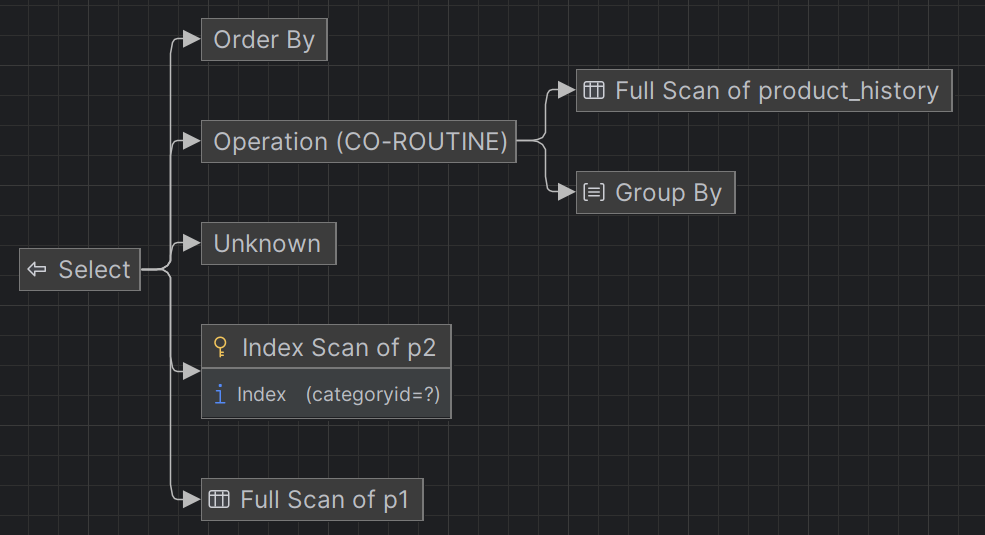 Order By
Full Scan of product_history
Operation (CO-ROUTINE)
Group By
Unknown
Select
Index Scan of p2
Index (categoryid=?)
Full Scan of p1